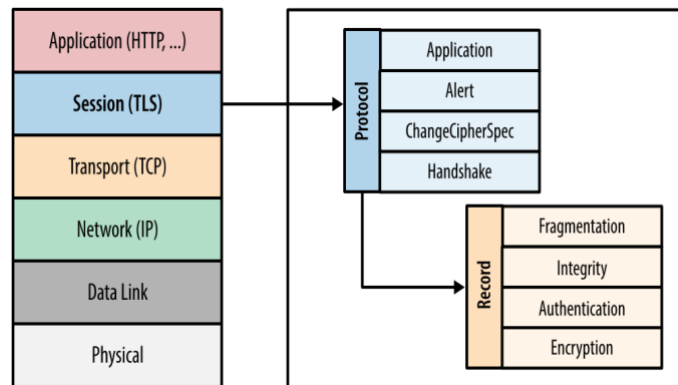 Application (HTTP, ...)
Session (TLS)
Transport (TCP)
Network (IP)
Data Link
Physical
Protocol
Application
Alert
ChangeCipherSpec
Handshake
Record
Fragmentation
Integrity
Authentication
Encryption